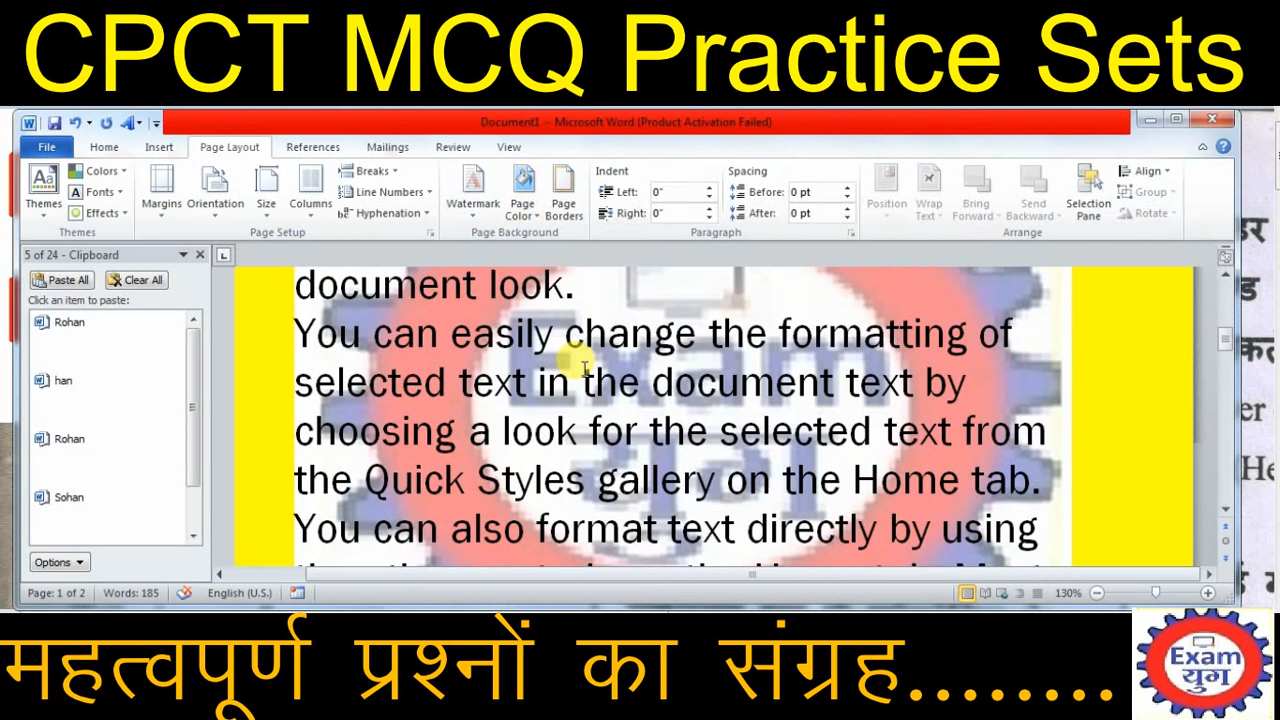 CPCT MCQ Practice Sets
Document1 - Microsoft Word (Product Activation Failed)
File Home Insert Page Layout References Mailings Review View
Themes Colors Fonts Effects Margins Orientation Size Columns Breaks Line Numbers Hyphenation Watermark Page Color Page Borders Indent Left: 0" Right: 0" Spacing Before: 0 pt After: 0 pt Position Wrap Text Bring Forward Send Backward Selection Pane Align Group Rotate
Themes Page Setup Page Background Paragraph Arrange
5 of 24 - Clipboard
Paste All Clear All
Click an item to paste:
Rohan
han
Rohan
Sohan
Options
document look.
You can easily change the formatting of
selected text in the document text by
choosing a look for the selected text from
the Quick Styles gallery on the Home tab.
You can also format text directly by using
Page: 1 of 2 Words: 185 English (U.S.) 130%
महत्वपूर्ण प्रश्नों का संग्रह........
Exam
युग